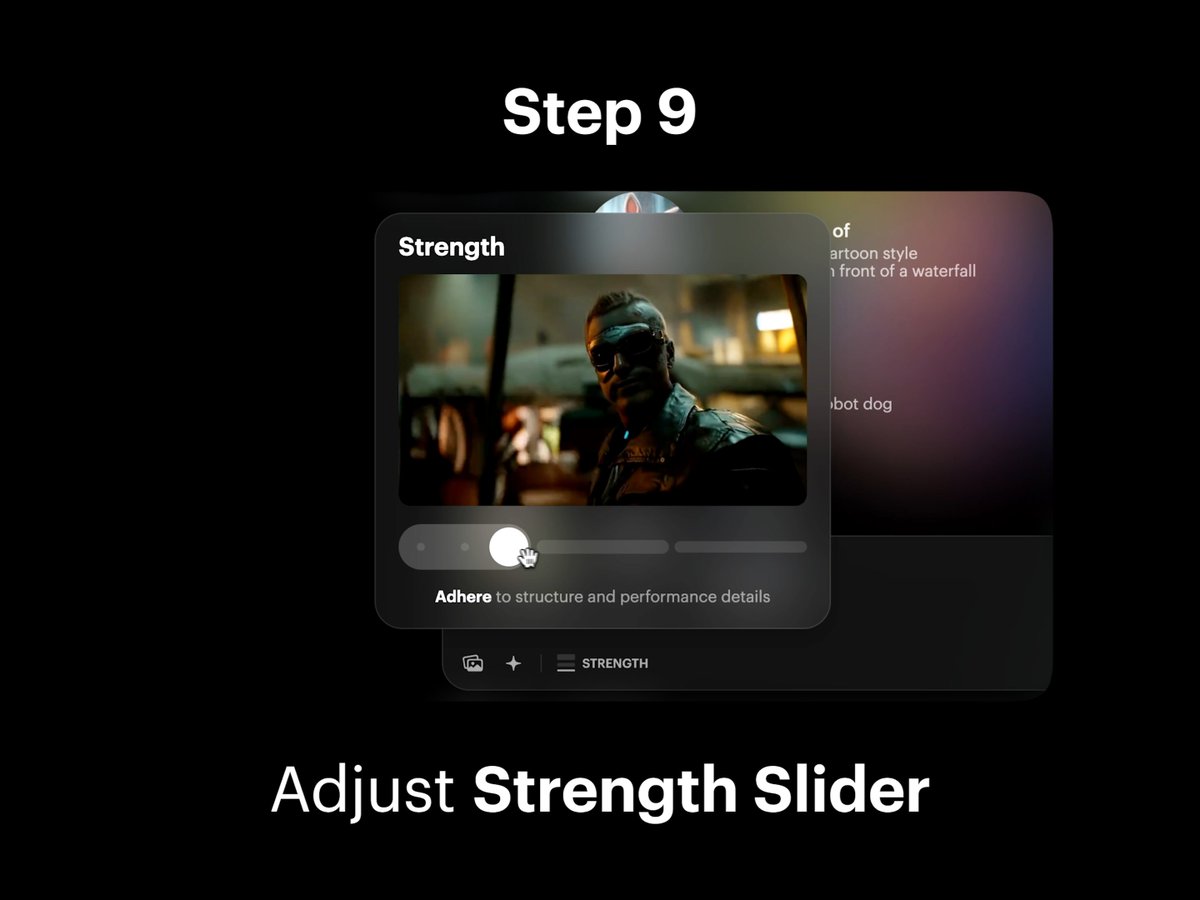 Step 9
Strength
of
artoon style
front of a waterfall
obot dog
Adhere to structure and performance details
STRENGTH
Adjust Strength Slider